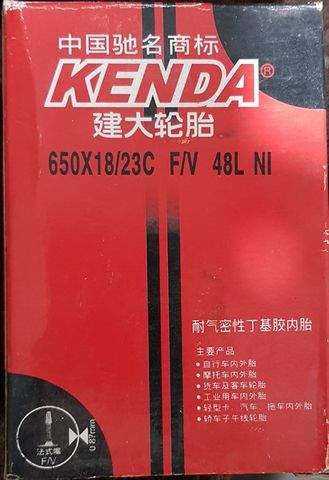 中国驰名商标
KENDA®
建大轮胎
650X18/23C F/V 48L NI
耐气密性丁基胶内胎
主要产品
• 自行车内外胎
• 摩托车内外胎
• 货车及客车轮胎
• 工业用车内外胎
• 轻型卡、汽车、拖车内外胎
• 轿车子午线轮胎
法式嘴
F/V
0.87mm